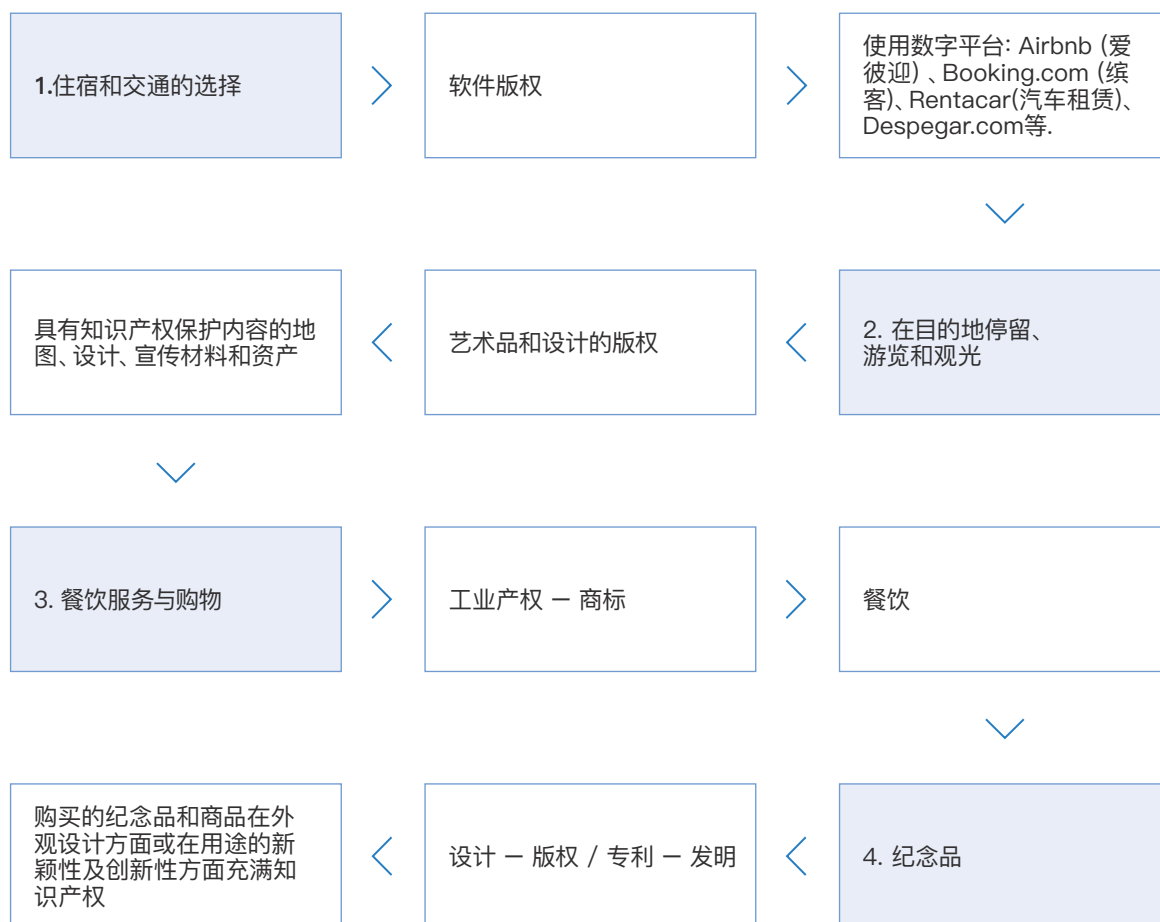 1.住宿和交通的选择
软件版权
使用数字平台: Airbnb (爱
彼迎) 、Booking.com (缤
客)、Rentacar(汽车租赁)、
Despegar.com等.
2. 在目的地停留、
游览和观光
艺术品和设计的版权
具有知识产权保护内容的地
图、设计、宣传材料和资产
3. 餐饮服务与购物
工业产权 — 商标
餐饮
4. 纪念品
设计 — 版权 / 专利 — 发明
购买的纪念品和商品在外
观设计方面或在用途的新
颖性及创新性方面充满知
识产权